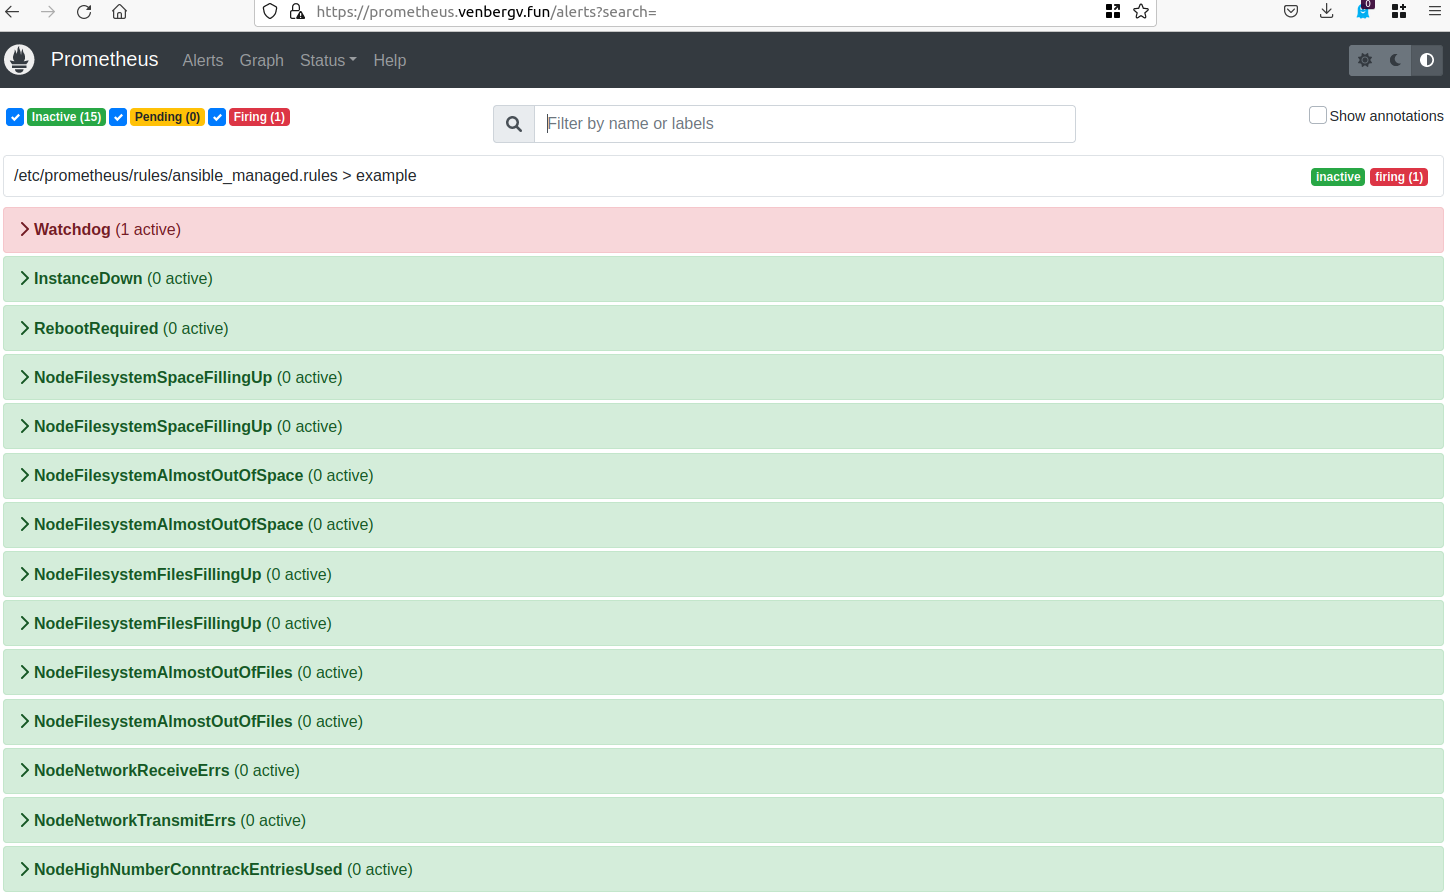 https://prometheus.venbergv.fun/alerts?search=
0
Prometheus Alerts Graph Status Help
Inactive (15) Pending (0) Firing (1) Filter by name or labels Show annotations
/etc/prometheus/rules/ansible_managed.rules > example inactive firing (1)
Watchdog (1 active)
InstanceDown (0 active)
RebootRequired (0 active)
NodeFilesystemSpaceFillingUp (0 active)
NodeFilesystemSpaceFillingUp (0 active)
NodeFilesystemAlmostOutOfSpace (0 active)
NodeFilesystemAlmostOutOfSpace (0 active)
NodeFilesystemFilesFillingUp (0 active)
NodeFilesystemFilesFillingUp (0 active)
NodeFilesystemAlmostOutOfFiles (0 active)
NodeFilesystemAlmostOutOfFiles (0 active)
NodeNetworkReceiveErrs (0 active)
NodeNetworkTransmitErrs (0 active)
NodeHighNumberConntrackEntriesUsed (0 active)